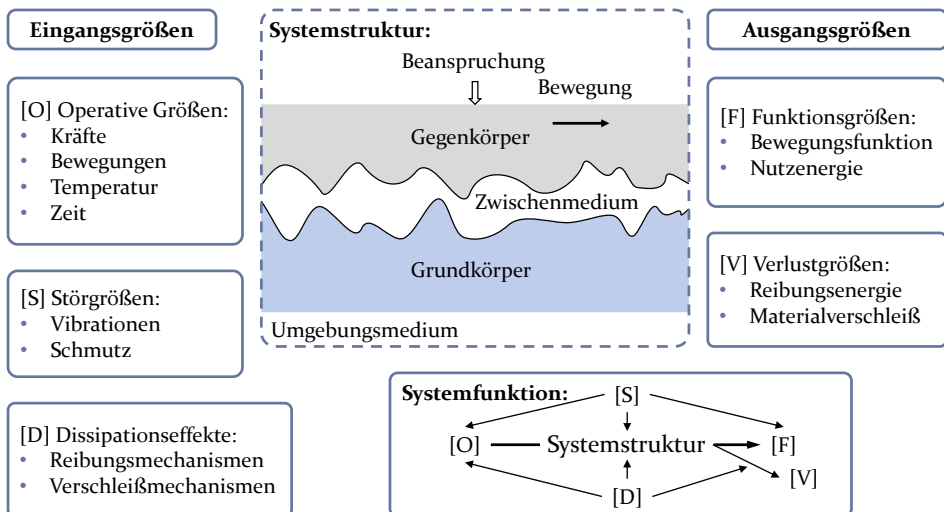 Eingangsgrößen
[O] Operative Größen:
• Kräfte
• Bewegungen
• Temperatur
• Zeit
[S] Störgrößen:
• Vibrationen
• Schmutz
[D] Dissipationseffekte:
• Reibungsmechanismen
• Verschleißmechanismen
Systemstruktur:
Beanspruchung
Bewegung
Gegenkörper
Zwischenmedium
Grundkörper
Umgebungsmedium
Ausgangsgrößen
[F] Funktionsgrößen:
• Bewegungsfunktion
• Nutzenergie
[V] Verlustgrößen:
• Reibungsenergie
• Materialverschleiß
Systemfunktion:
[S]
[O] Systemstruktur [F]
[V]
[D]